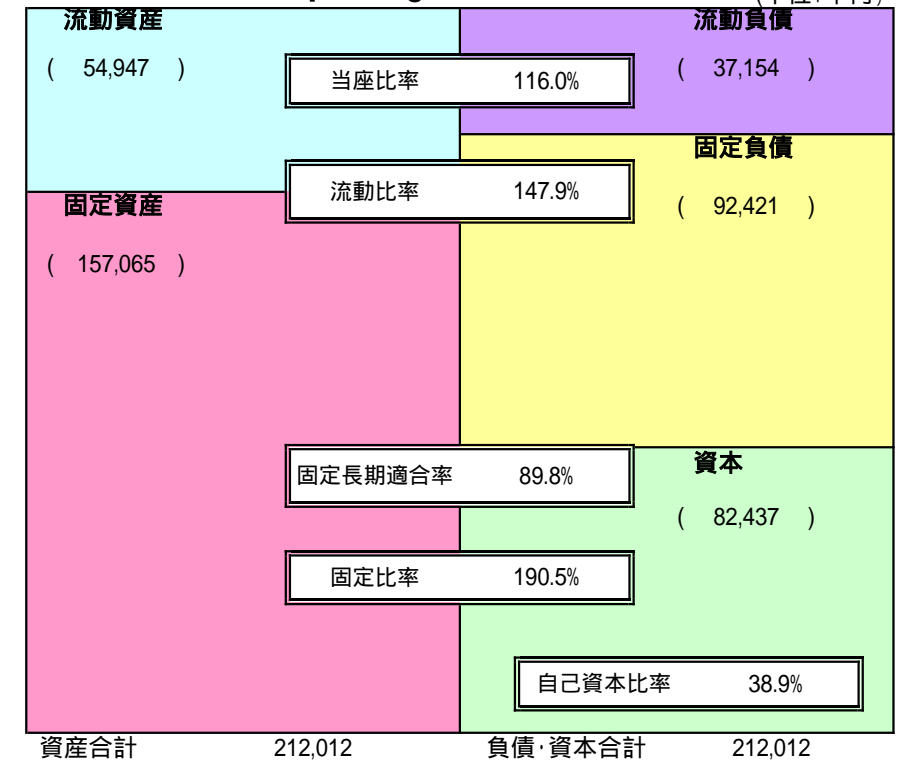 流動資産
( 54,947 )
流動負債
( 37,154 )
当座比率 116.0%
固定負債
( 92,421 )
流動比率 147.9%
固定資産
( 157,065 )
固定長期適合率 89.8%
資本
( 82,437 )
固定比率 190.5%
自己資本比率 38.9%
資産合計 212,012
負債・資本合計 212,012